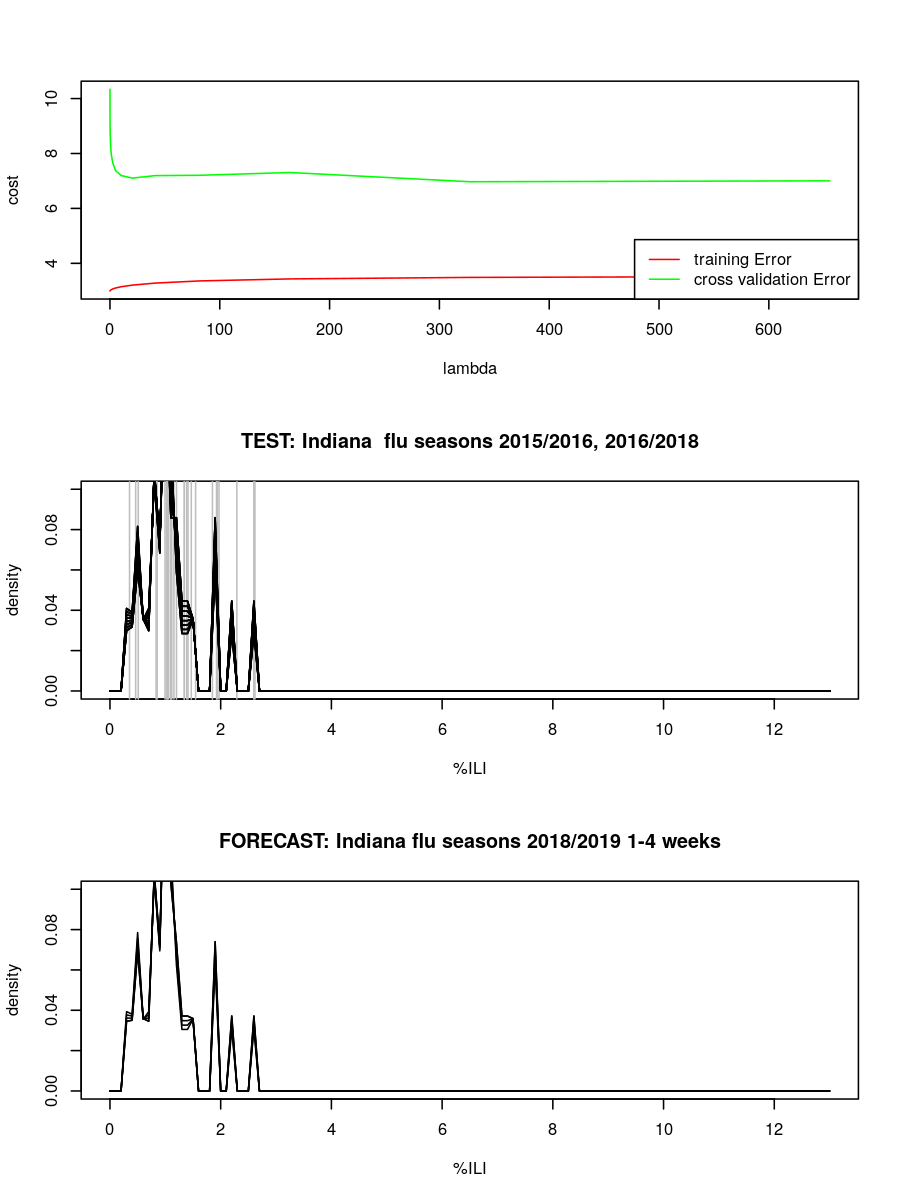 10
8
6
4
cost
training Error
cross validation Error
0 100 200 300 400 500 600
lambda
TEST: Indiana  flu seasons 2015/2016, 2016/2018
0.08
0.04
0.00
density
0 2 4 6 8 10 12
%ILI
FORECAST: Indiana flu seasons 2018/2019 1-4 weeks
0.08
0.04
0.00
density
0 2 4 6 8 10 12
%ILI